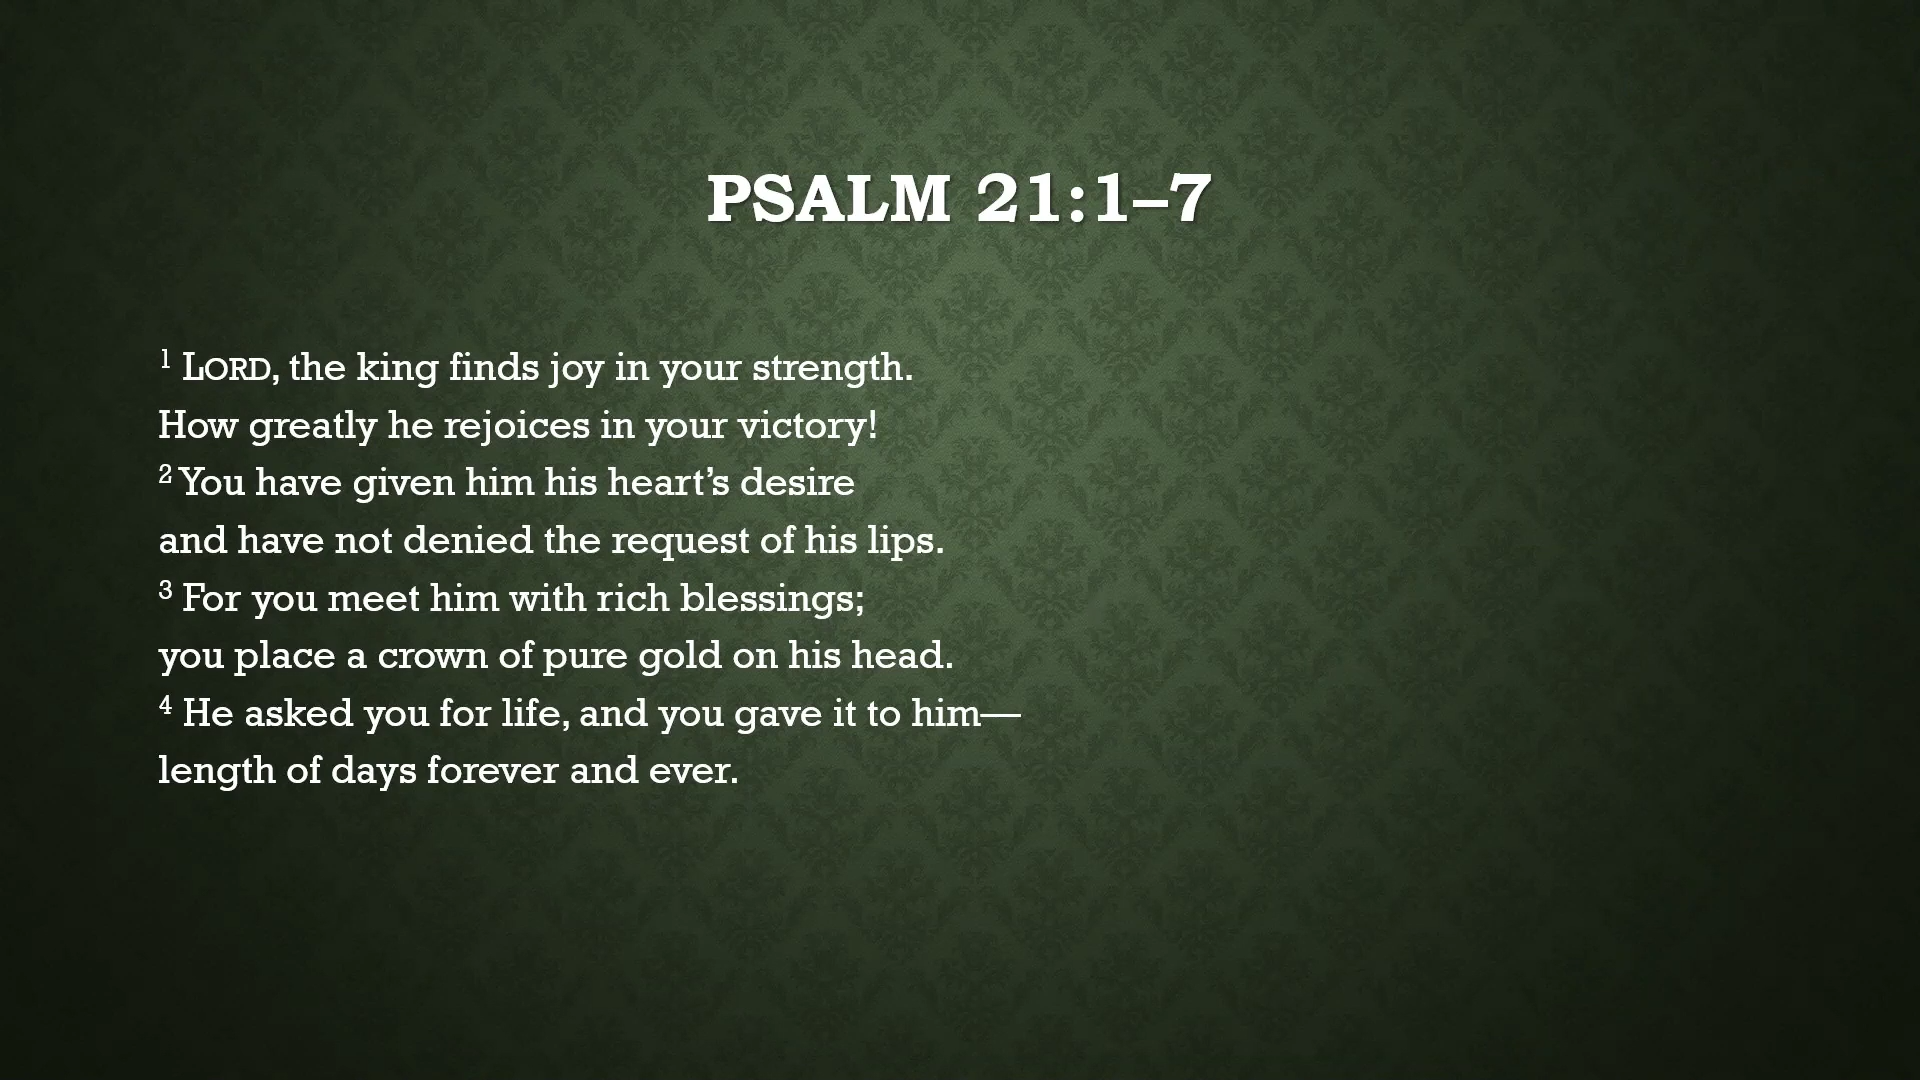 PSALM 21:1–7
1 LORD, the king finds joy in your strength.
How greatly he rejoices in your victory!
2 You have given him his heart’s desire
and have not denied the request of his lips.
3 For you meet him with rich blessings;
you place a crown of pure gold on his head.
4 He asked you for life, and you gave it to him—
length of days forever and ever.